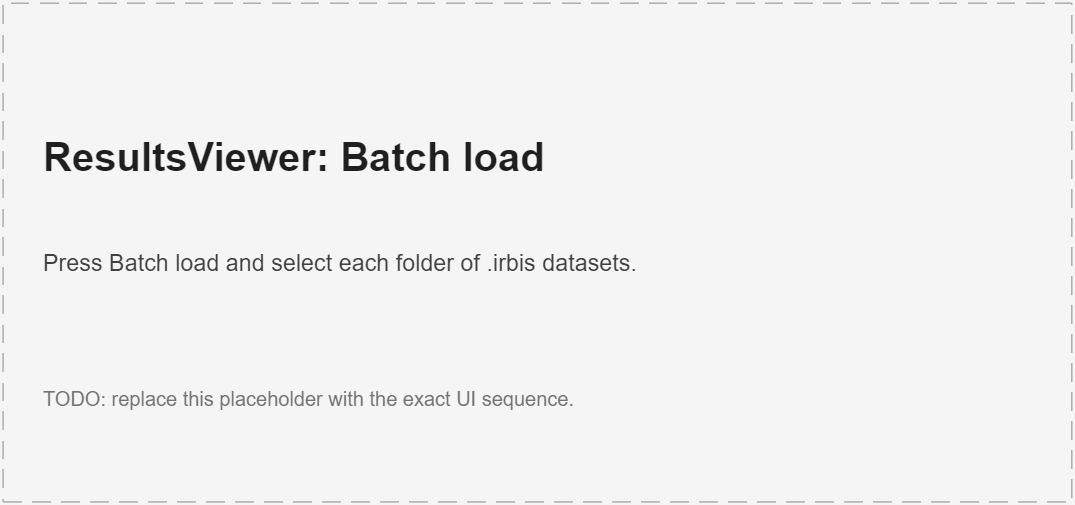 ResultsViewer: Batch load
Press Batch load and select each folder of .irbis datasets.
TODO: replace this placeholder with the exact UI sequence.